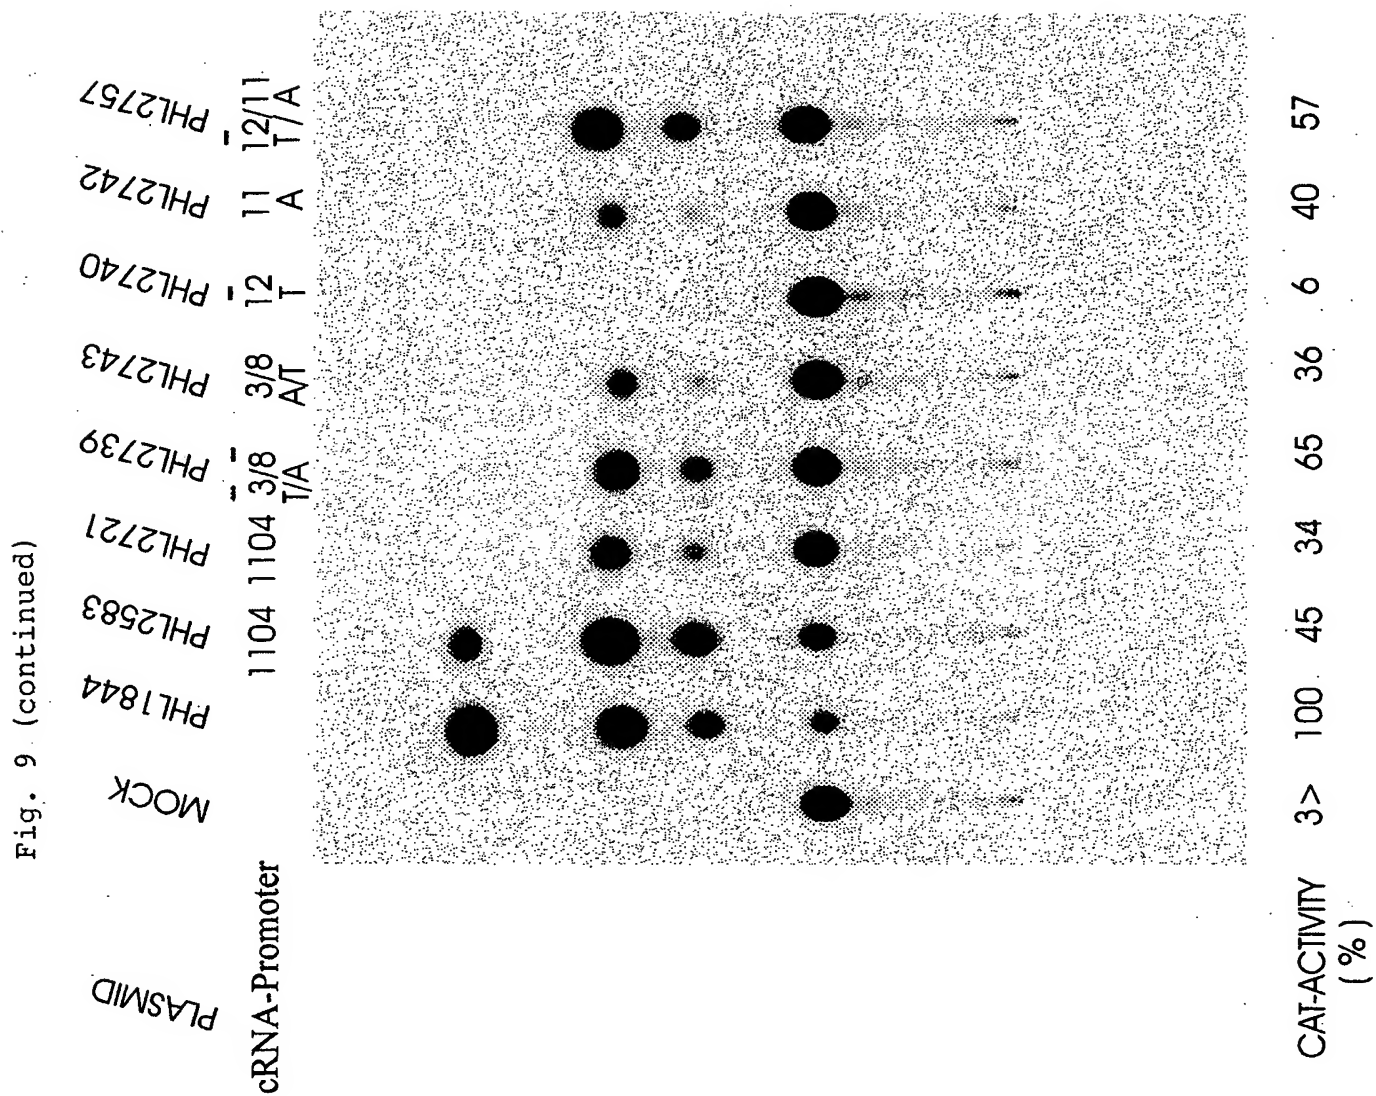 Fig. 9 (continued)
PLASMID MOCK PHL1844 PHL2583 PHL2721 PHL2739 PHL2743 PHL2740 PHL2742 PHL2757
cRNA-Promoter 1104 1104 3/8 3/8 12 11 12/11
T/A A/T T A T/A
CAT-ACTIVITY 3> 100 45 34 65 36 6 40 57
(%)